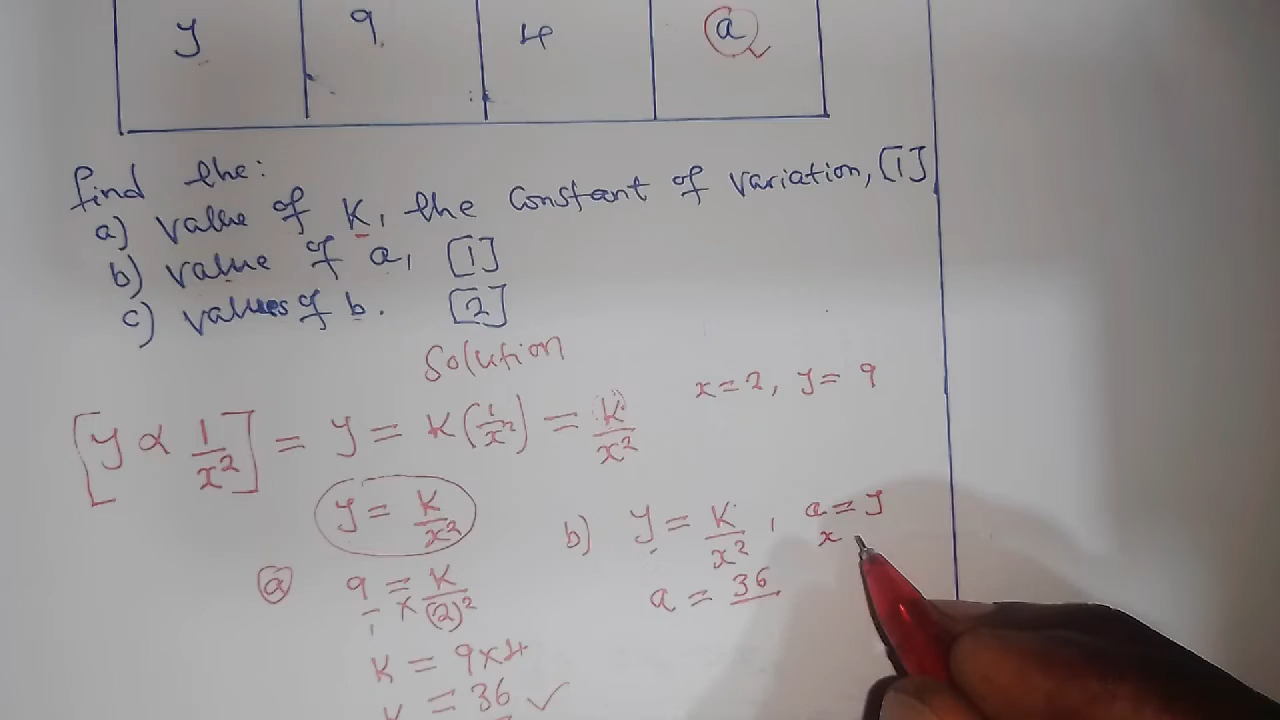 y 9 4 a
find the:
a) value of K, the constant of variation, [1]
b) value of a, [1]
c) values of b. [2]
Solution
x = 2, y = 9
[y ∝ 1/x²] = y = K(1/x²) = K/x²
y = K/x²
b) y = K/x², a = y
x
a = 36
a) 9 = K/(2)²
K = 9×4
K = 36 ✓